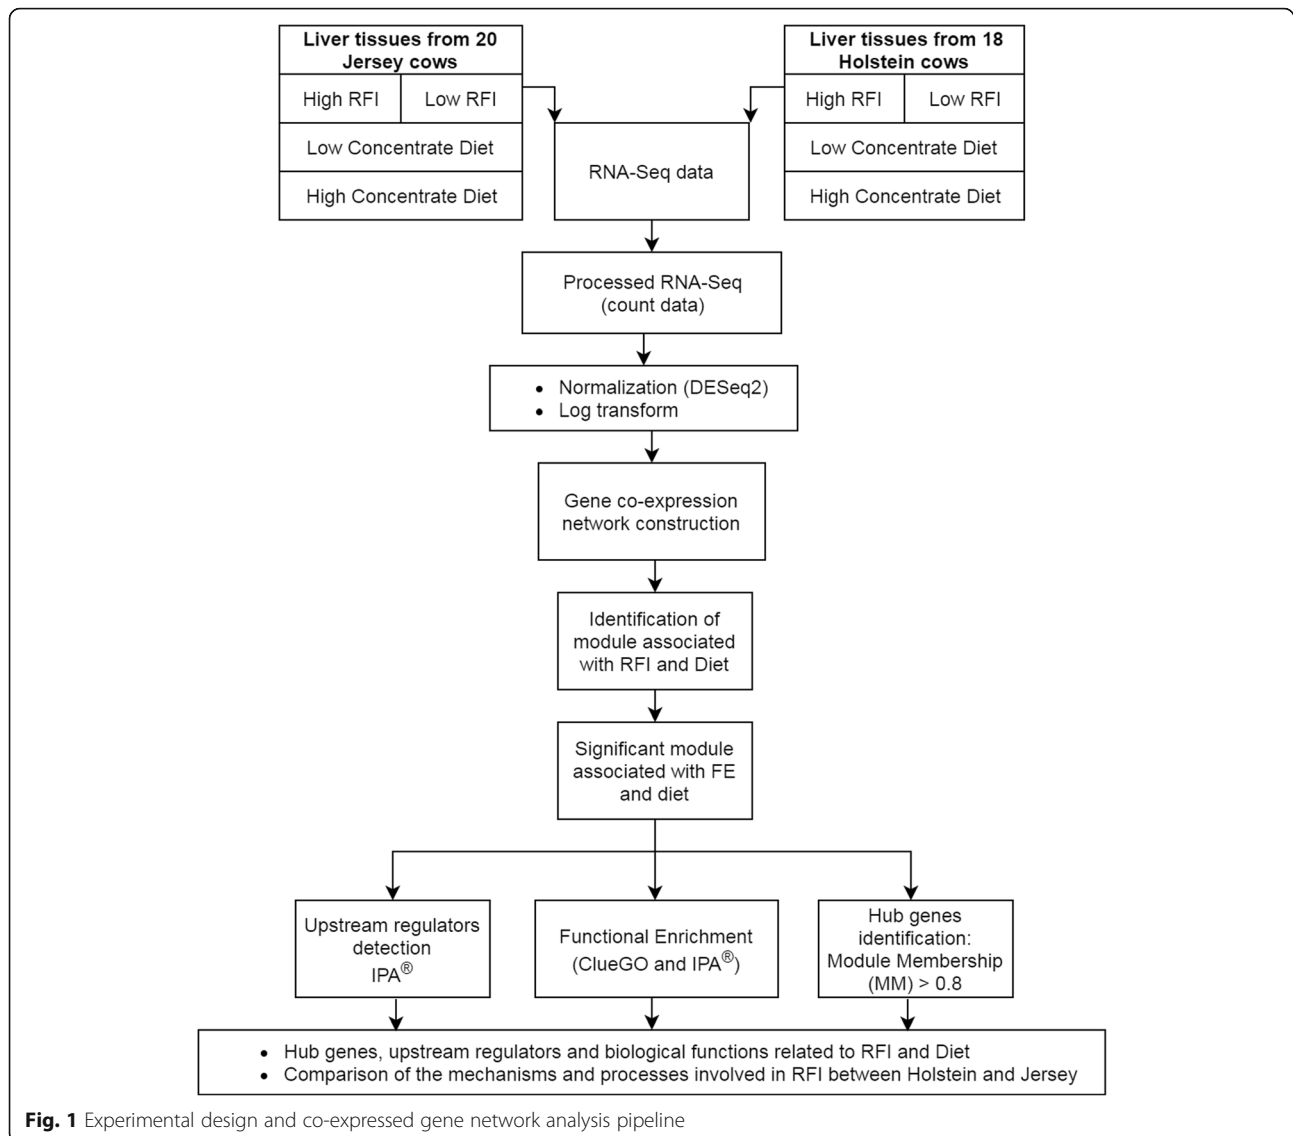 Liver tissues from 20
Jersey cows
High RFI
Low RFI
Low Concentrate Diet
High Concentrate Diet
Liver tissues from 18
Holstein cows
High RFI
Low RFI
Low Concentrate Diet
High Concentrate Diet
RNA-Seq data
Processed RNA-Seq
(count data)
• Normalization (DESeq2)
• Log transform
Gene co-expression
network construction
Identification of
module associated
with RFI and Diet
Significant module
associated with FE
and diet
Upstream regulators
detection
IPA®
Functional Enrichment
(ClueGO and IPA®)
Hub genes
identification:
Module Membership
(MM) > 0.8
• Hub genes, upstream regulators and biological functions related to RFI and Diet
• Comparison of the mechanisms and processes involved in RFI between Holstein and Jersey
Fig. 1 Experimental design and co-expressed gene network analysis pipeline